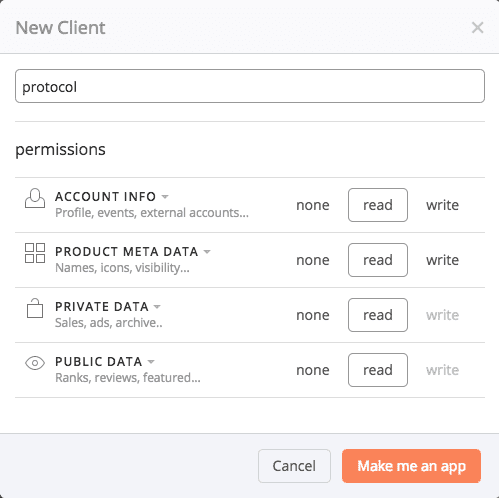 New Client
protocol
permissions
ACCOUNT INFO none read write
Profile, events, external accounts...
PRODUCT META DATA none read write
Names, icons, visibility...
PRIVATE DATA none read write
Sales, ads, archive..
PUBLIC DATA none read write
Ranks, reviews, featured...
Cancel Make me an app